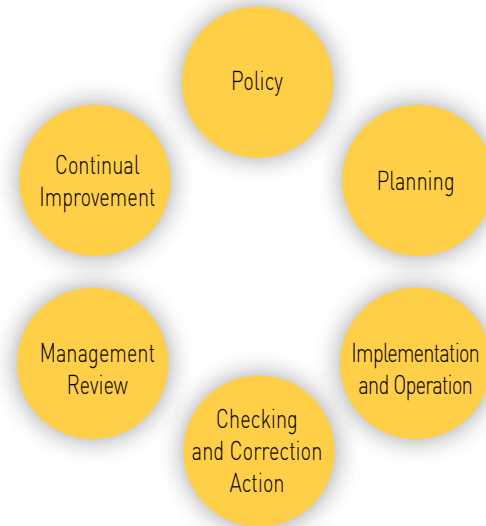 Policy
Planning
Implementation
and Operation
Checking
and Correction
Action
Management
Review
Continual
Improvement